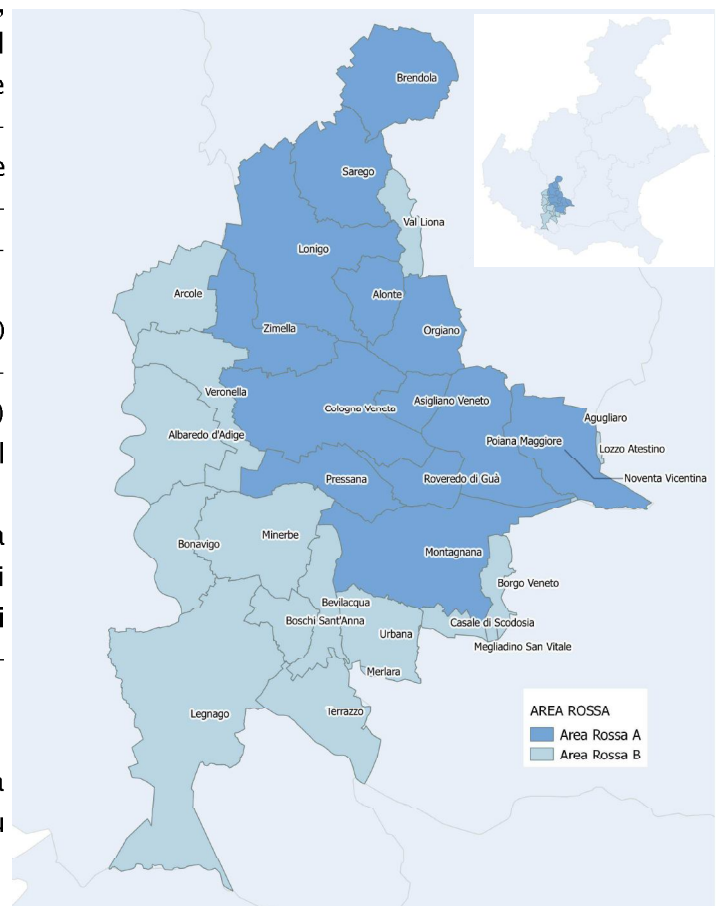 Brendola
Sarego
Val Liona
Lonigo
Arcole
Alonte
Zimella
Orgiano
Veronella
Asigliano Veneto
Cologna Veneta
Agugliaro
Albaredo d'Adige
Poiana Maggiore
Lozzo Atestino
Pressana
Roveredo di Guà
Noventa Vicentina
Minerbe
Bonavigo
Montagnana
Borgo Veneto
Bevilacqua
Boschi Sant'Anna
Casale di Scodosia
Urbana
Megliadino San Vitale
Merlara
Legnago
Terrazzo
AREA ROSSA
Area Rossa A
Area Rossa B